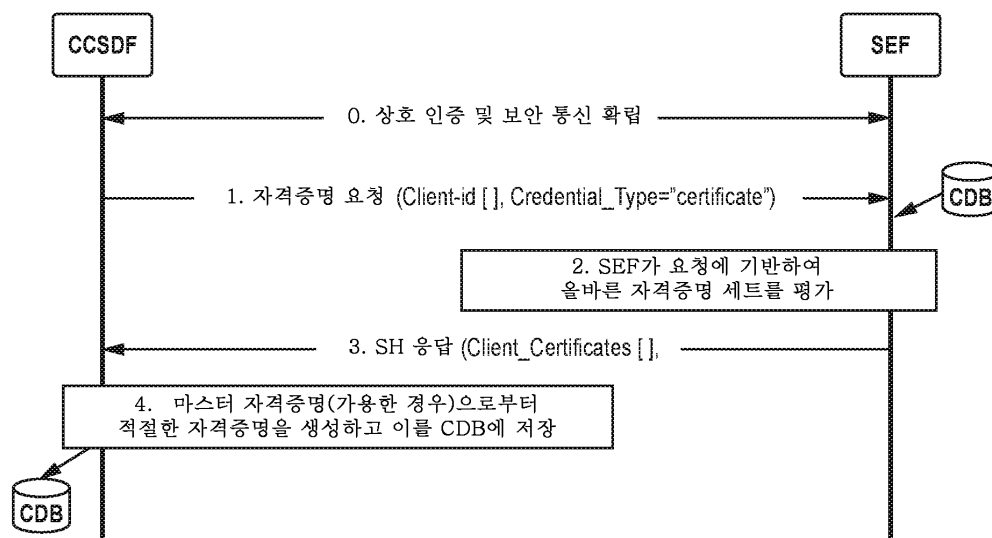 CCSDF
SEF
0. 상호 인증 및 보안 통신 확립
1. 자격증명 요청 (Client-id [ ], Credential_Type=”certificate”)
CDB
2. SEF가 요청에 기반하여
올바른 자격증명 세트를 평가
3. SH 응답 (Client_Certificates [ ],
4. 마스터 자격증명(가용한 경우)으로부터
적절한 자격증명을 생성하고 이를 CDB에 저장
CDB